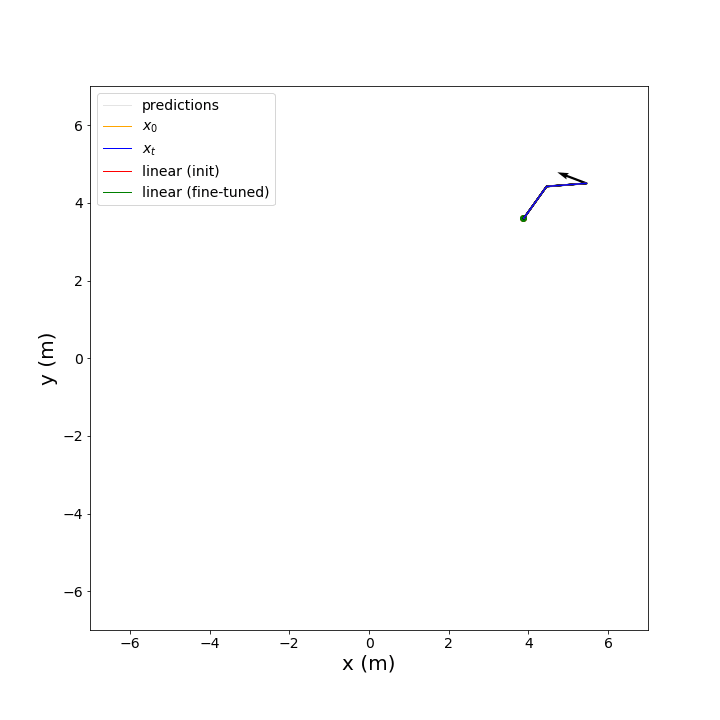 predictions
x₀
xₜ
linear (init)
linear (fine-tuned)
6
4
2
0
−2
−4
−6
y (m)
−6 −4 −2 0 2 4 6
x (m)